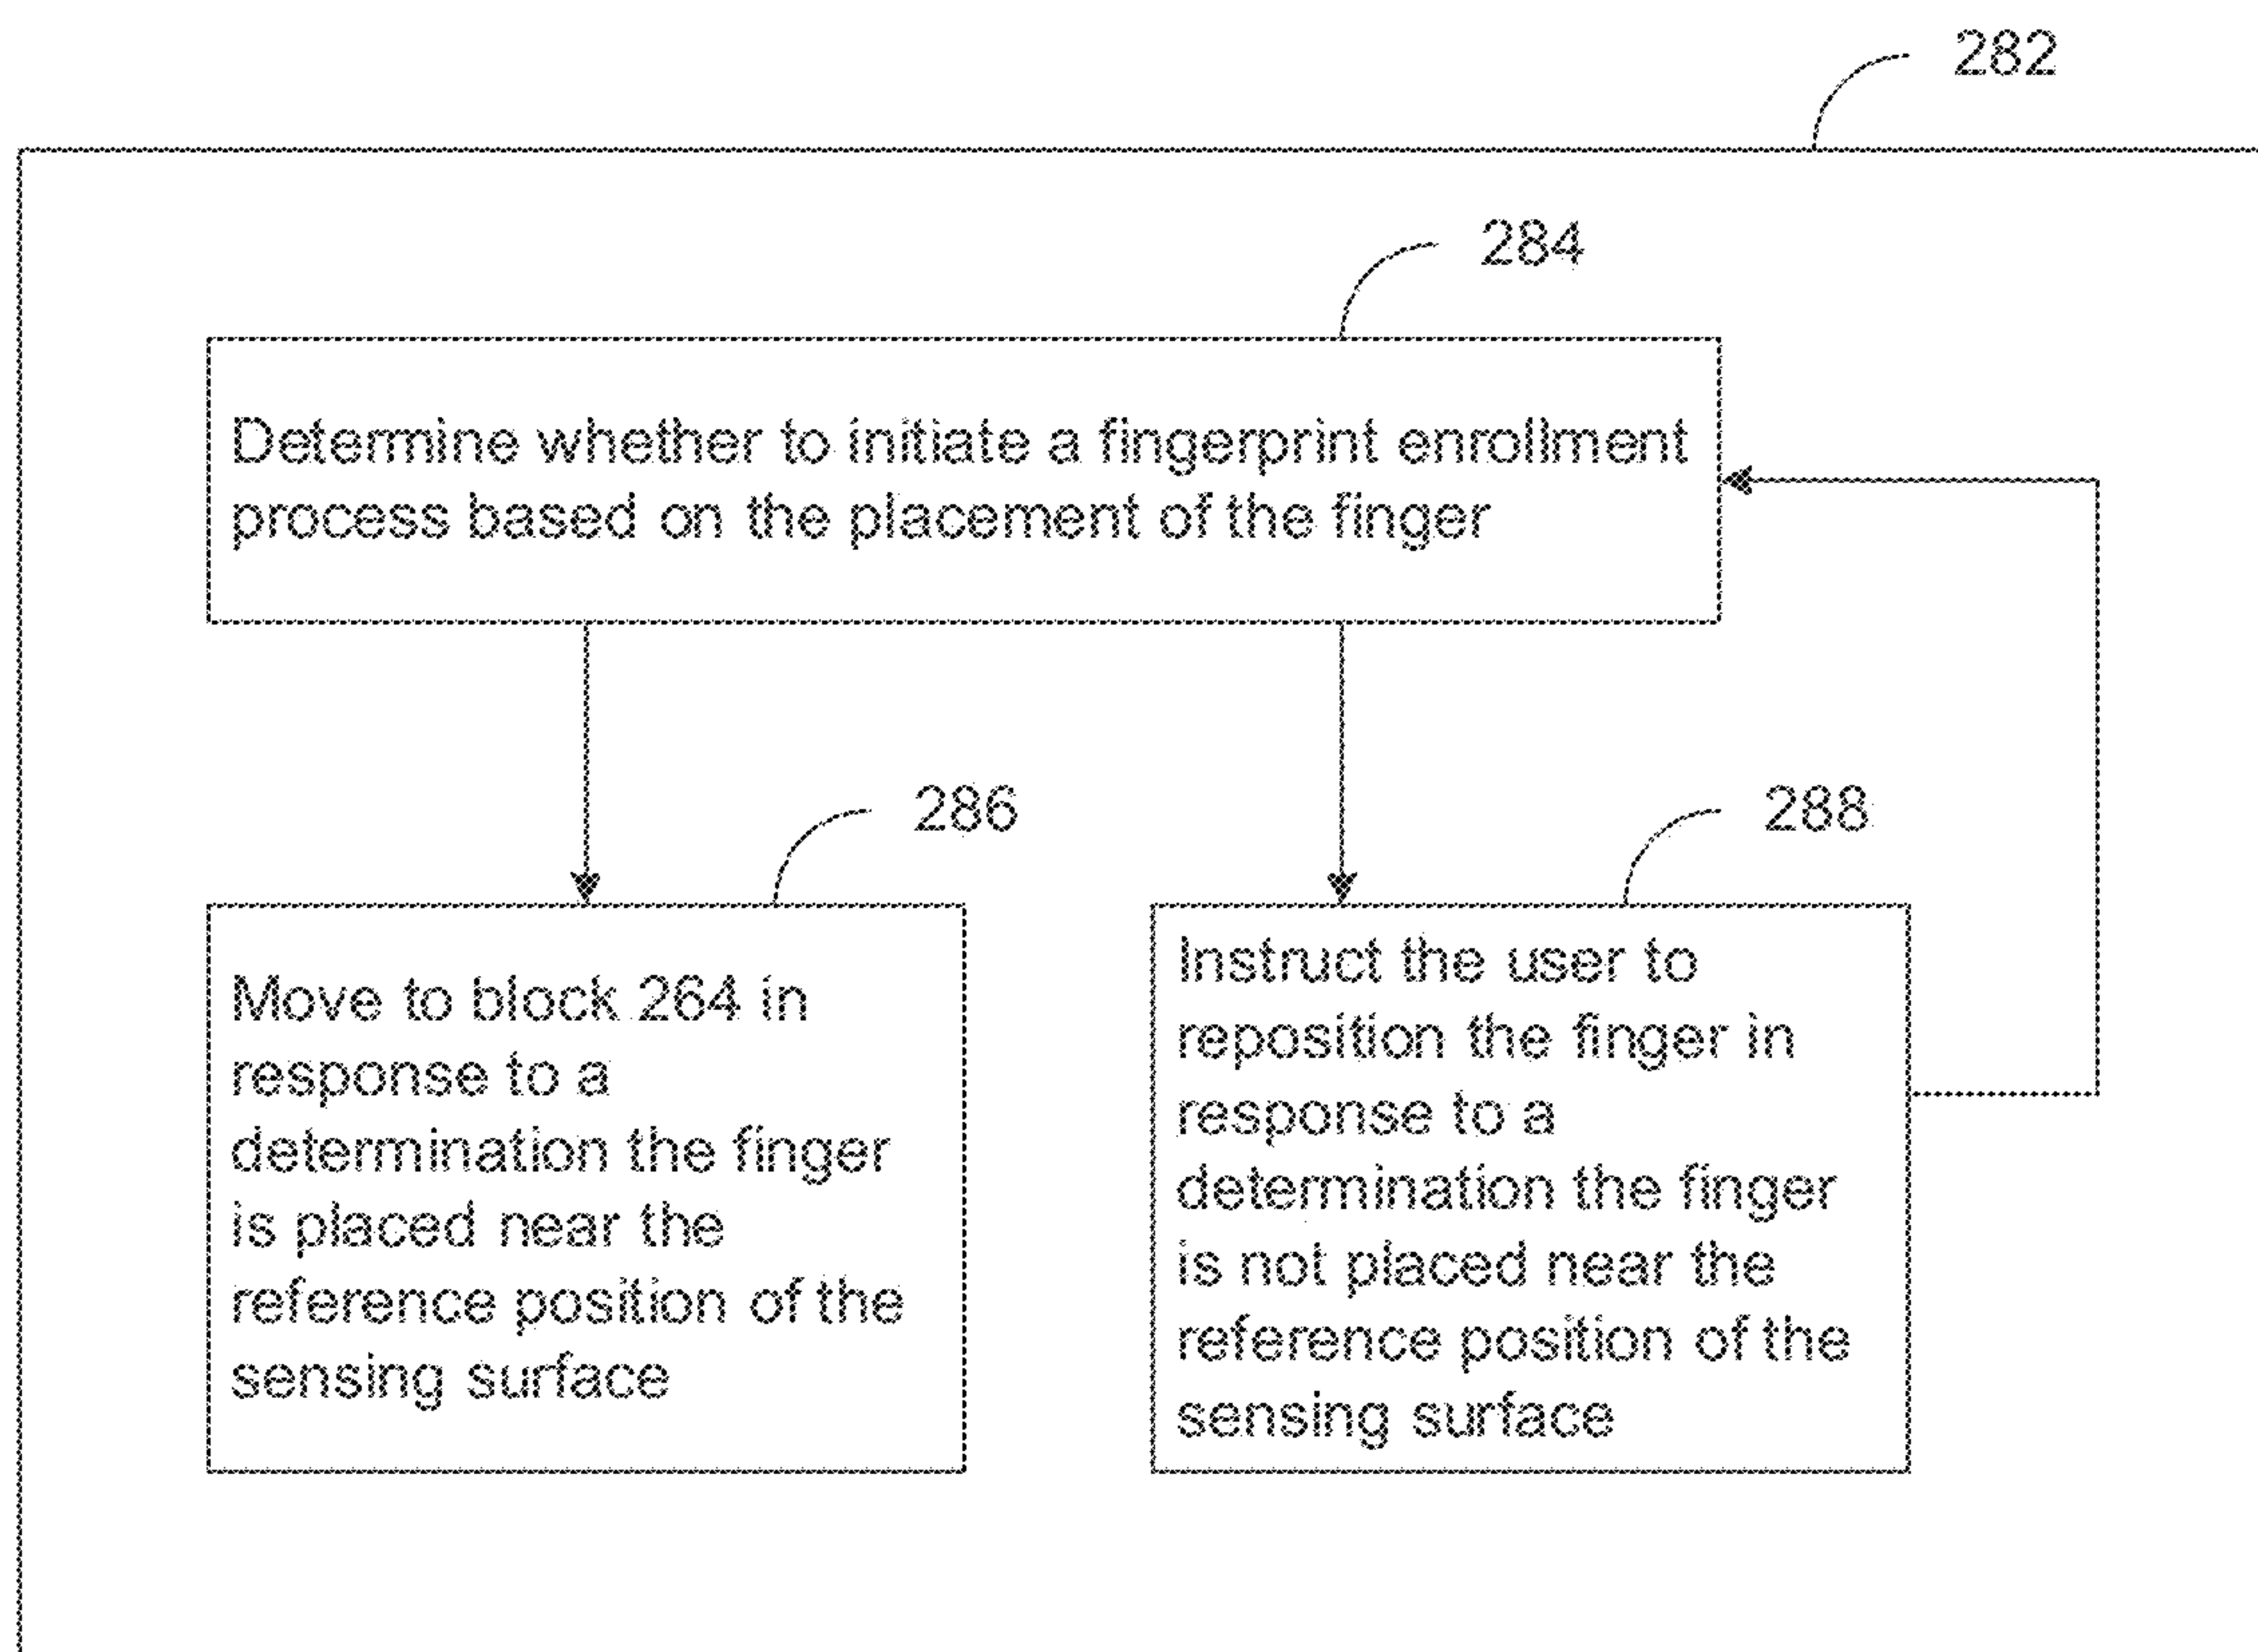 282
284
Determine whether to initiate a fingerprint enrollment
process based on the placement of the finger
286
288
Move to block 264 in
response to a
determination the finger
is placed near the
reference position of the
sensing surface
Instruct the user to
reposition the finger in
response to a
determination the finger
is not placed near the
reference position of the
sensing surface